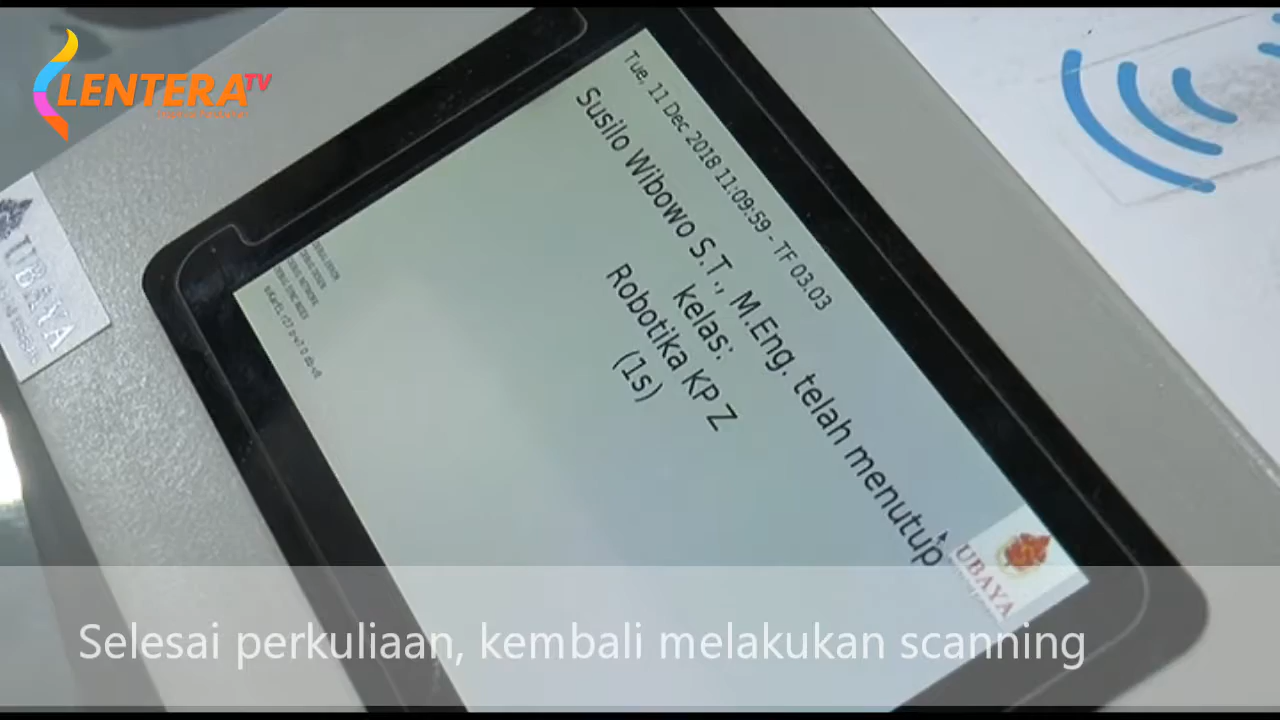 LENTERA TV
Tue, 11 Dec 2018 11:09:59 - TF 03.03
Susilo Wibowo S.T., M.Eng. telah menutup
kelas:
Robotika KP Z
(1s)
UBAYA
UBAYA
Selesai perkuliaan, kembali melakukan scanning